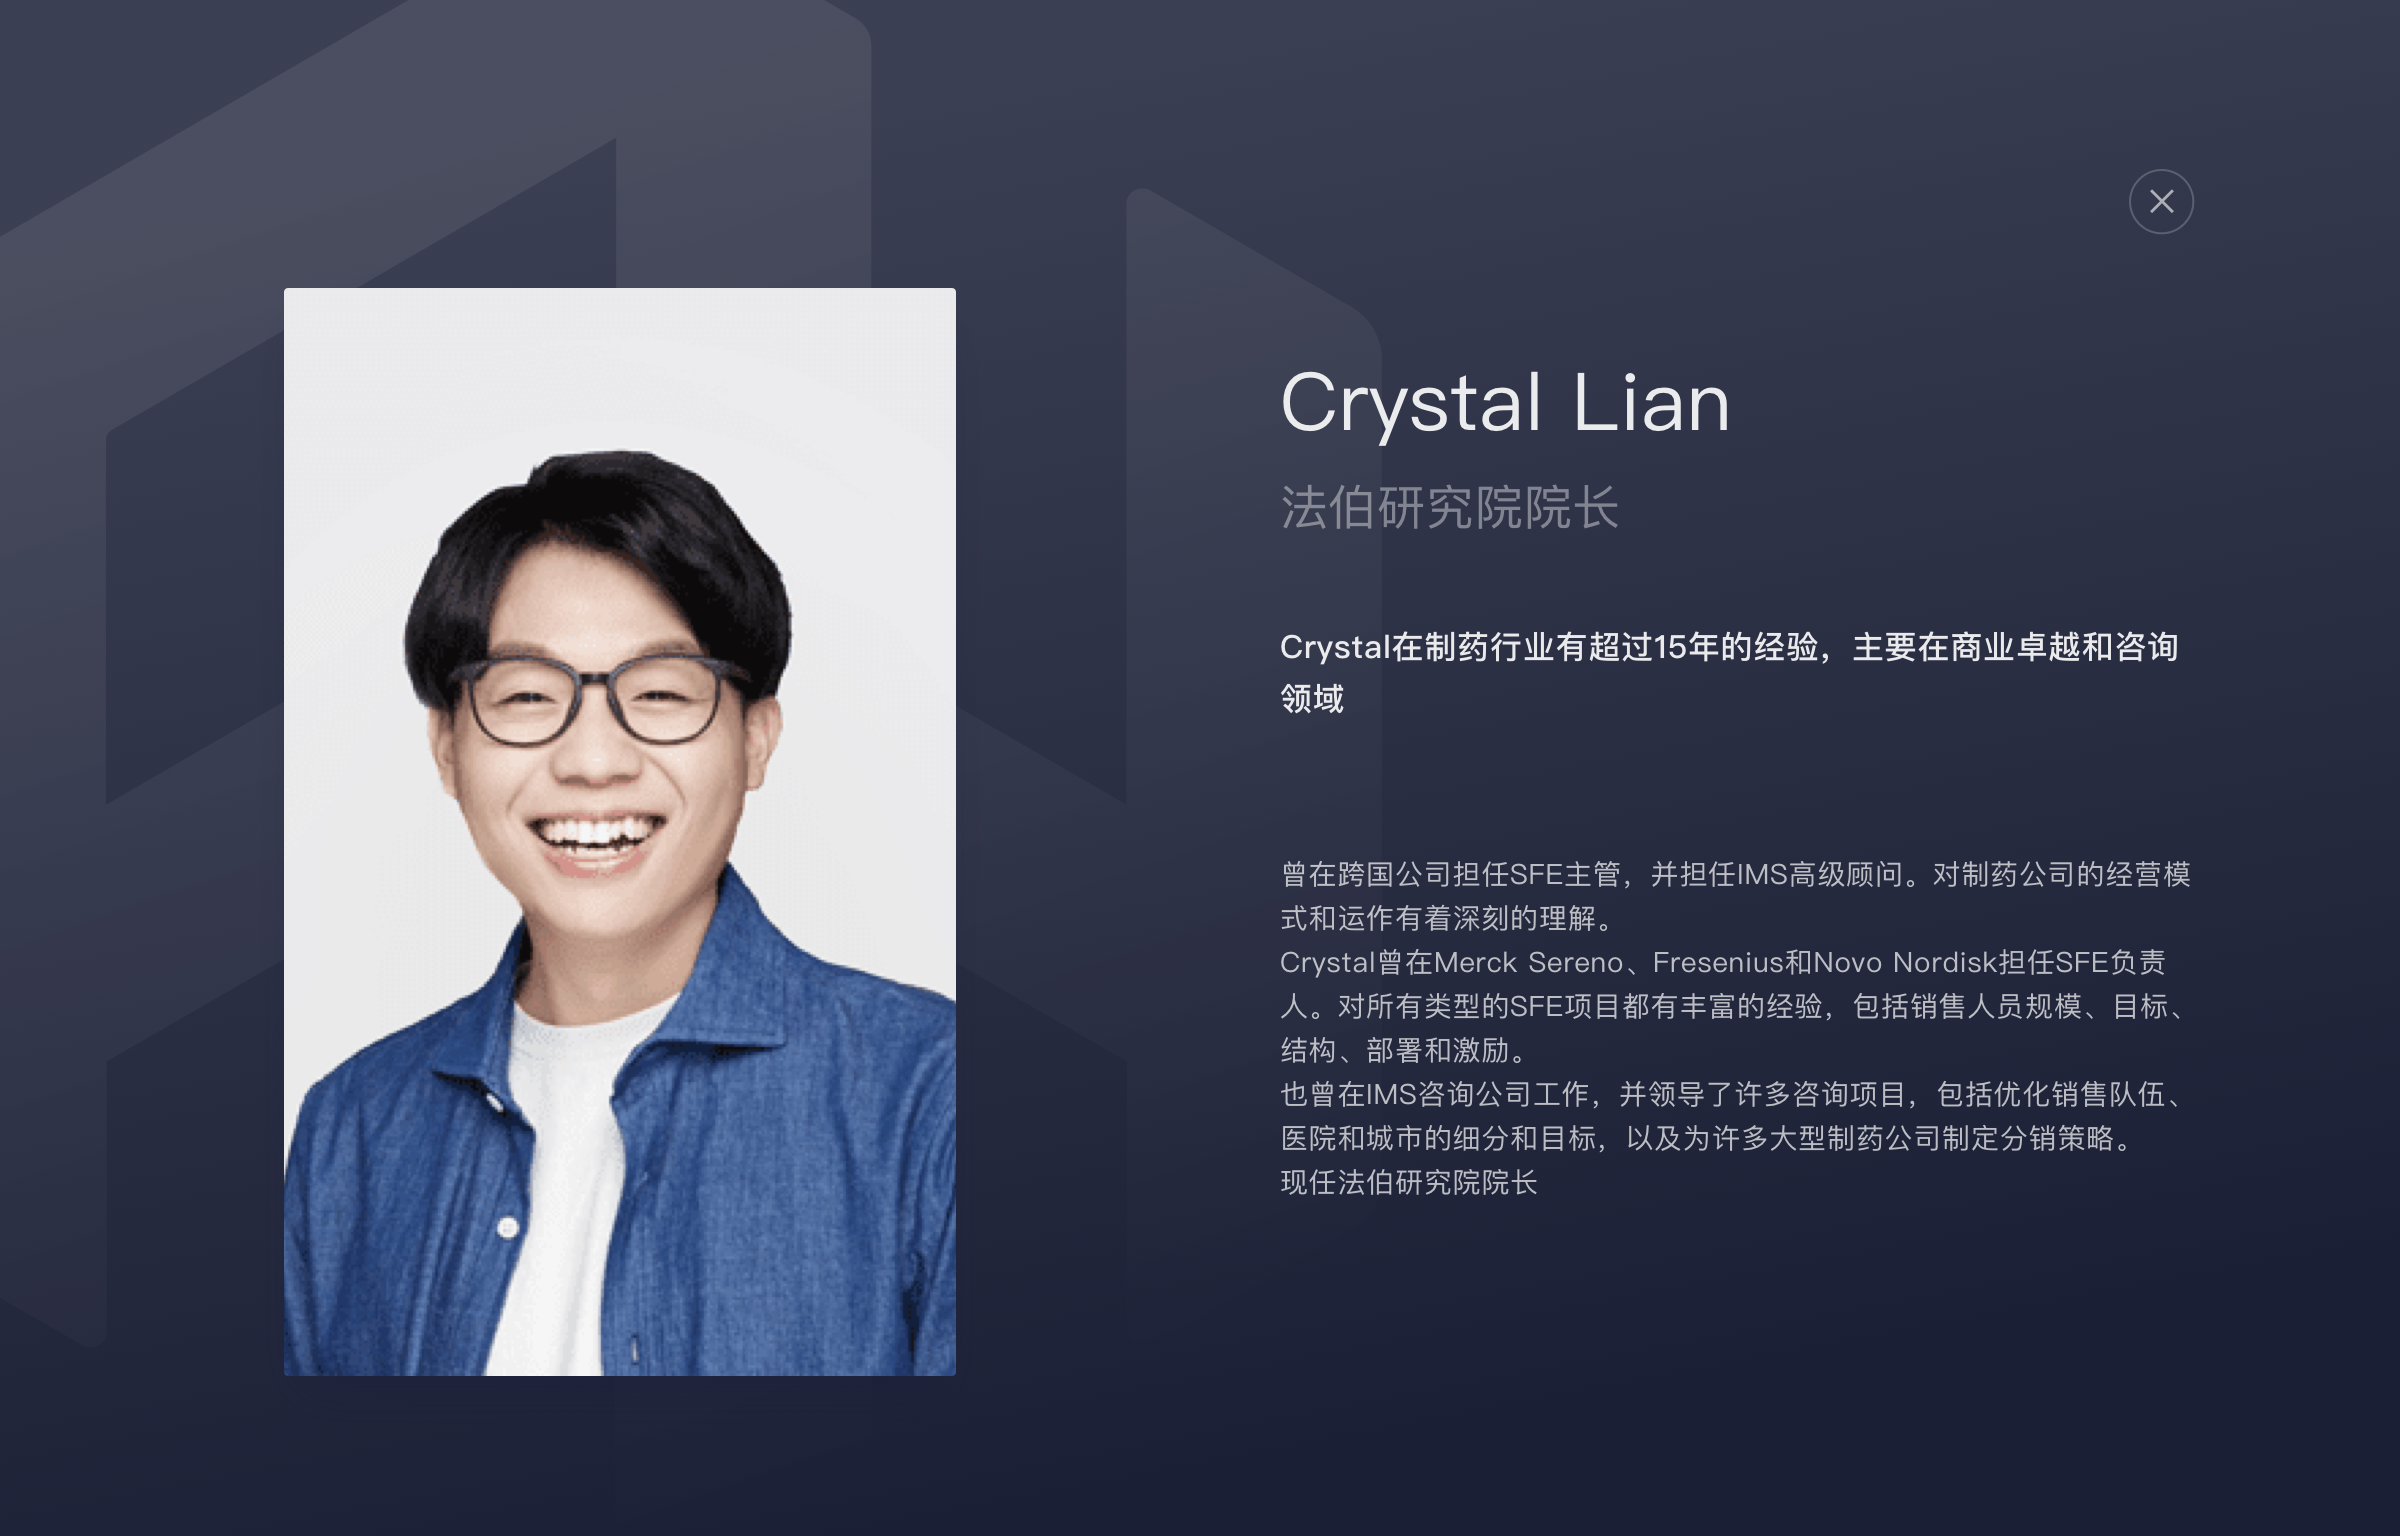 Crystal Lian
法伯研究院院长
Crystal在制药行业有超过15年的经验，主要在商业卓越和咨询
领域
曾在跨国公司担任SFE主管，并担任IMS高级顾问。对制药公司的经营模
式和运作有着深刻的理解。
Crystal曾在Merck Sereno、Fresenius和Novo Nordisk担任SFE负责
人。对所有类型的SFE项目都有丰富的经验，包括销售人员规模、目标、
结构、部署和激励。
也曾在IMS咨询公司工作，并领导了许多咨询项目，包括优化销售队伍、
医院和城市的细分和目标，以及为许多大型制药公司制定分销策略。
现任法伯研究院院长